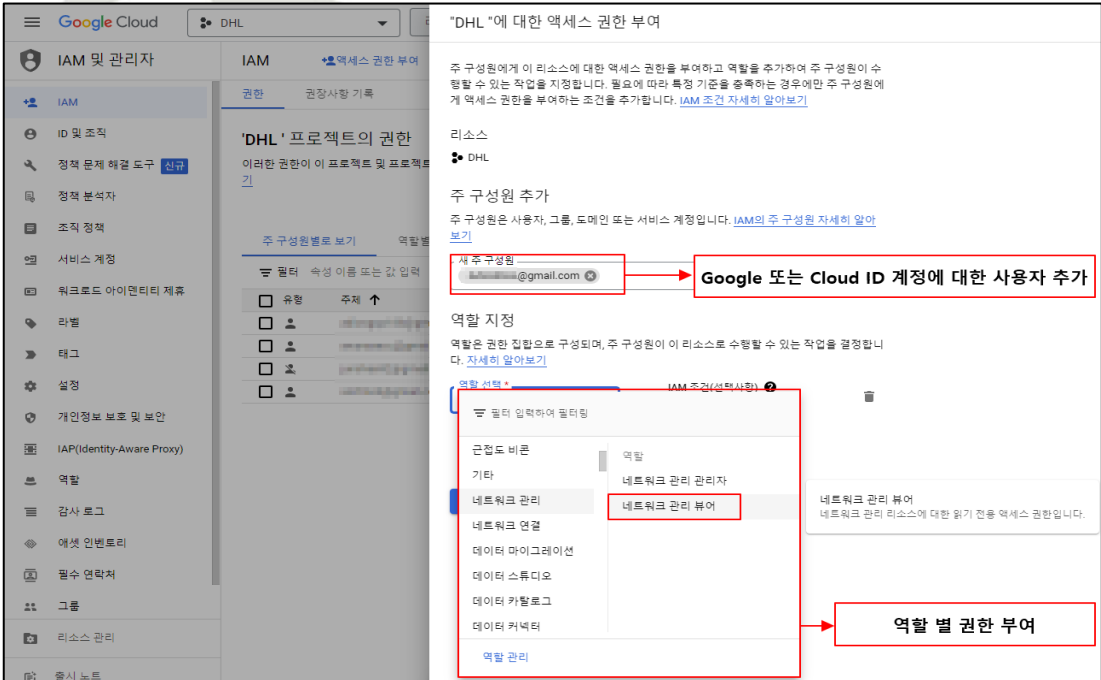 Google Cloud
DHL
IAM 및 관리자
IAM
ID 및 조직
정책 문제 해결 도구 신규
정책 분석자
조직 정책
서비스 계정
워크로드 아이덴티티 제휴
라벨
태그
설정
개인정보 보호 및 보안
IAP(Identity-Aware Proxy)
역할
감사 로그
애셋 인벤토리
필수 연락처
그룹
리소스 관리
출시 노트
IAM
액세스 권한 부여
권한
권장사항 기록
'DHL ' 프로젝트의 권한
이러한 권한이 이 프로젝트 및 프로젝트
기
주 구성원별로 보기
역할별
필터 속성 이름 또는 값 입력
유형 주체
"DHL "에 대한 액세스 권한 부여
주 구성원에게 이 리소스에 대한 액세스 권한을 부여하고 역할을 추가하여 주 구성원이 수
행할 수 있는 작업을 지정합니다. 필요에 따라 특정 기준을 충족하는 경우에만 주 구성원에
게 액세스 권한을 부여하는 조건을 추가합니다. IAM 조건 자세히 알아보기
리소스
DHL
주 구성원 추가
주 구성원은 사용자, 그룹, 도메인 또는 서비스 계정입니다. IAM의 주 구성원 자세히 알아
보기
새 주 구성원
@gmail.com
Google 또는 Cloud ID 계정에 대한 사용자 추가
역할 지정
역할은 권한 집합으로 구성되며, 주 구성원이 이 리소스로 수행할 수 있는 작업을 결정합니
다. 자세히 알아보기
역할 선택 *
IAM 조건(선택사항)
필터 입력하여 필터링
근접도 비콘
기타
네트워크 관리
네트워크 연결
데이터 마이그레이션
데이터 스튜디오
데이터 카탈로그
데이터 커넥터
역할
네트워크 관리 관리자
네트워크 관리 뷰어
역할 관리
네트워크 관리 뷰어
네트워크 관리 리소스에 대한 읽기 전용 액세스 권한입니다.
역할 별 권한 부여